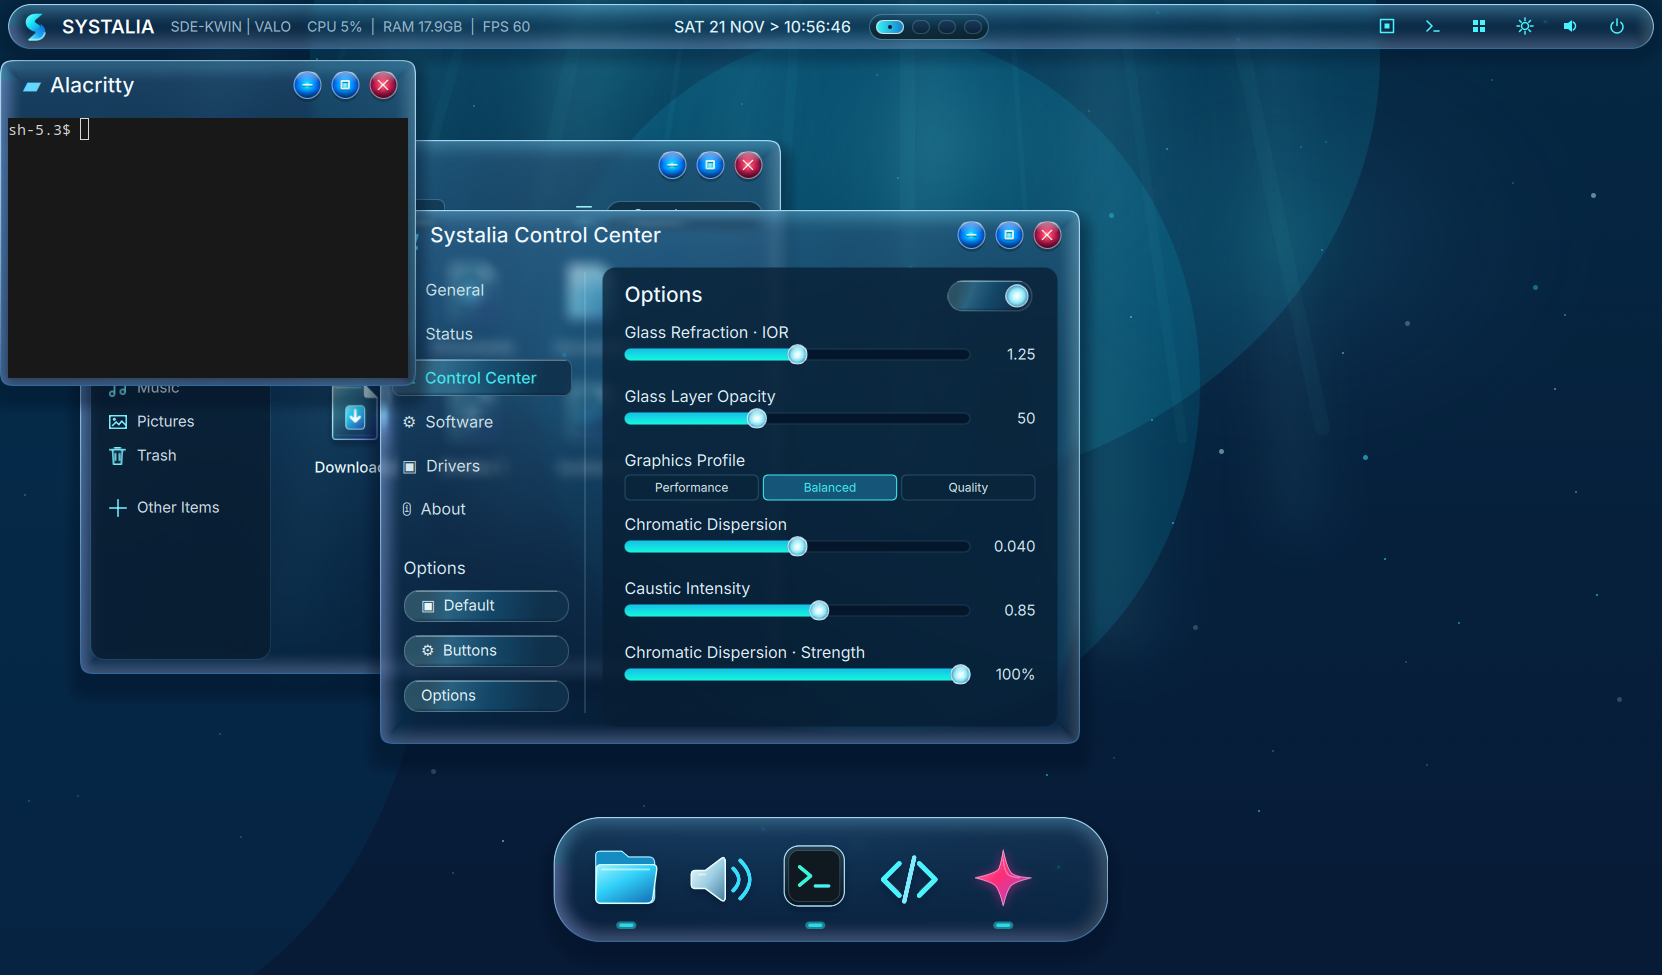 SYSTALIA SDE-KWIN | VALO CPU 5% | RAM 17.9GB | FPS 60 SAT 21 NOV > 10:56:46
Alacritty
sh-5.3$
Music
Pictures
Trash
Other Items
Systalia Control Center
General
Status
Control Center
Software
Drivers
About
Options
Default
Buttons
Options
Options
Glass Refraction · IOR
1.25
Glass Layer Opacity
50
Graphics Profile
Performance Balanced Quality
Chromatic Dispersion
0.040
Caustic Intensity
0.85
Chromatic Dispersion · Strength
100%